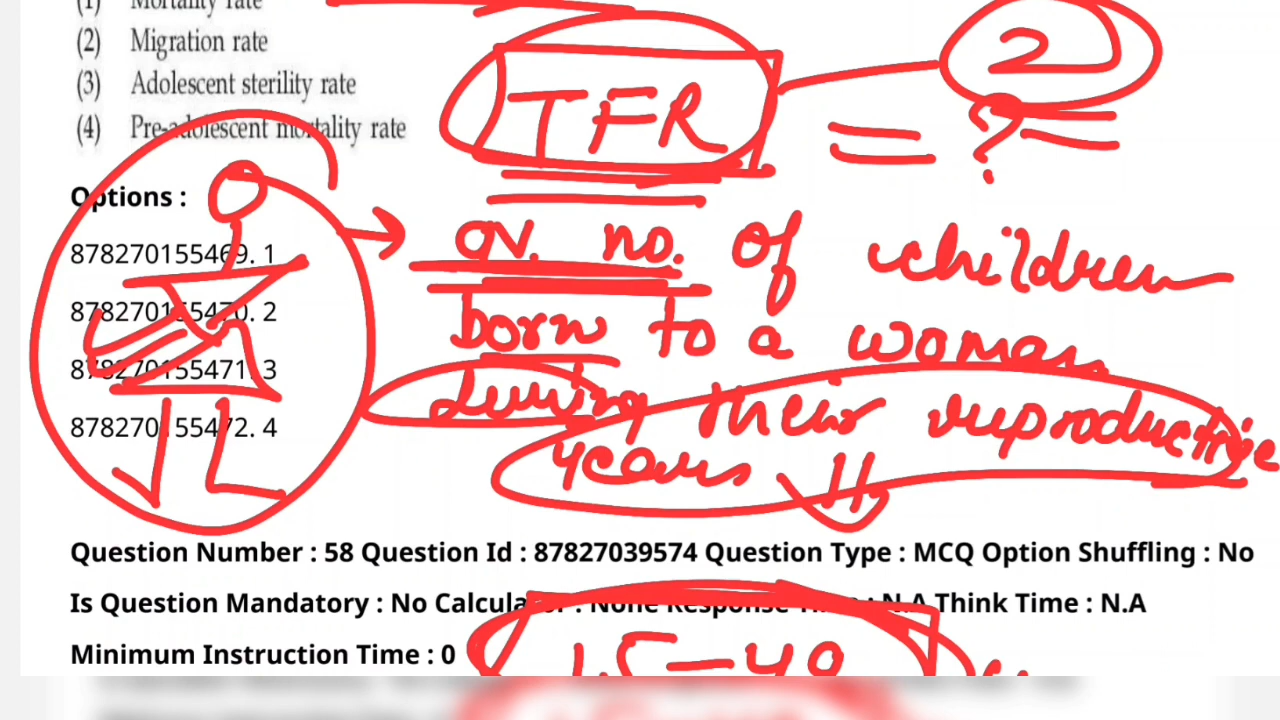 (1) Mortality rate
(2) Migration rate
(3) Adolescent sterility rate
(4) Pre-adolescent mortality rate
TFR
2
= ? =
Options :
878270155469. 1
878270155470. 2
878270155471. 3
878270155472. 4
av. no. of children
born to a woman
during their reproductive
years
Question Number : 58 Question Id : 87827039574 Question Type : MCQ Option Shuffling : No
Is Question Mandatory : No Calculator : None Response Time : N.A Think Time : N.A
Minimum Instruction Time : 0
15-49